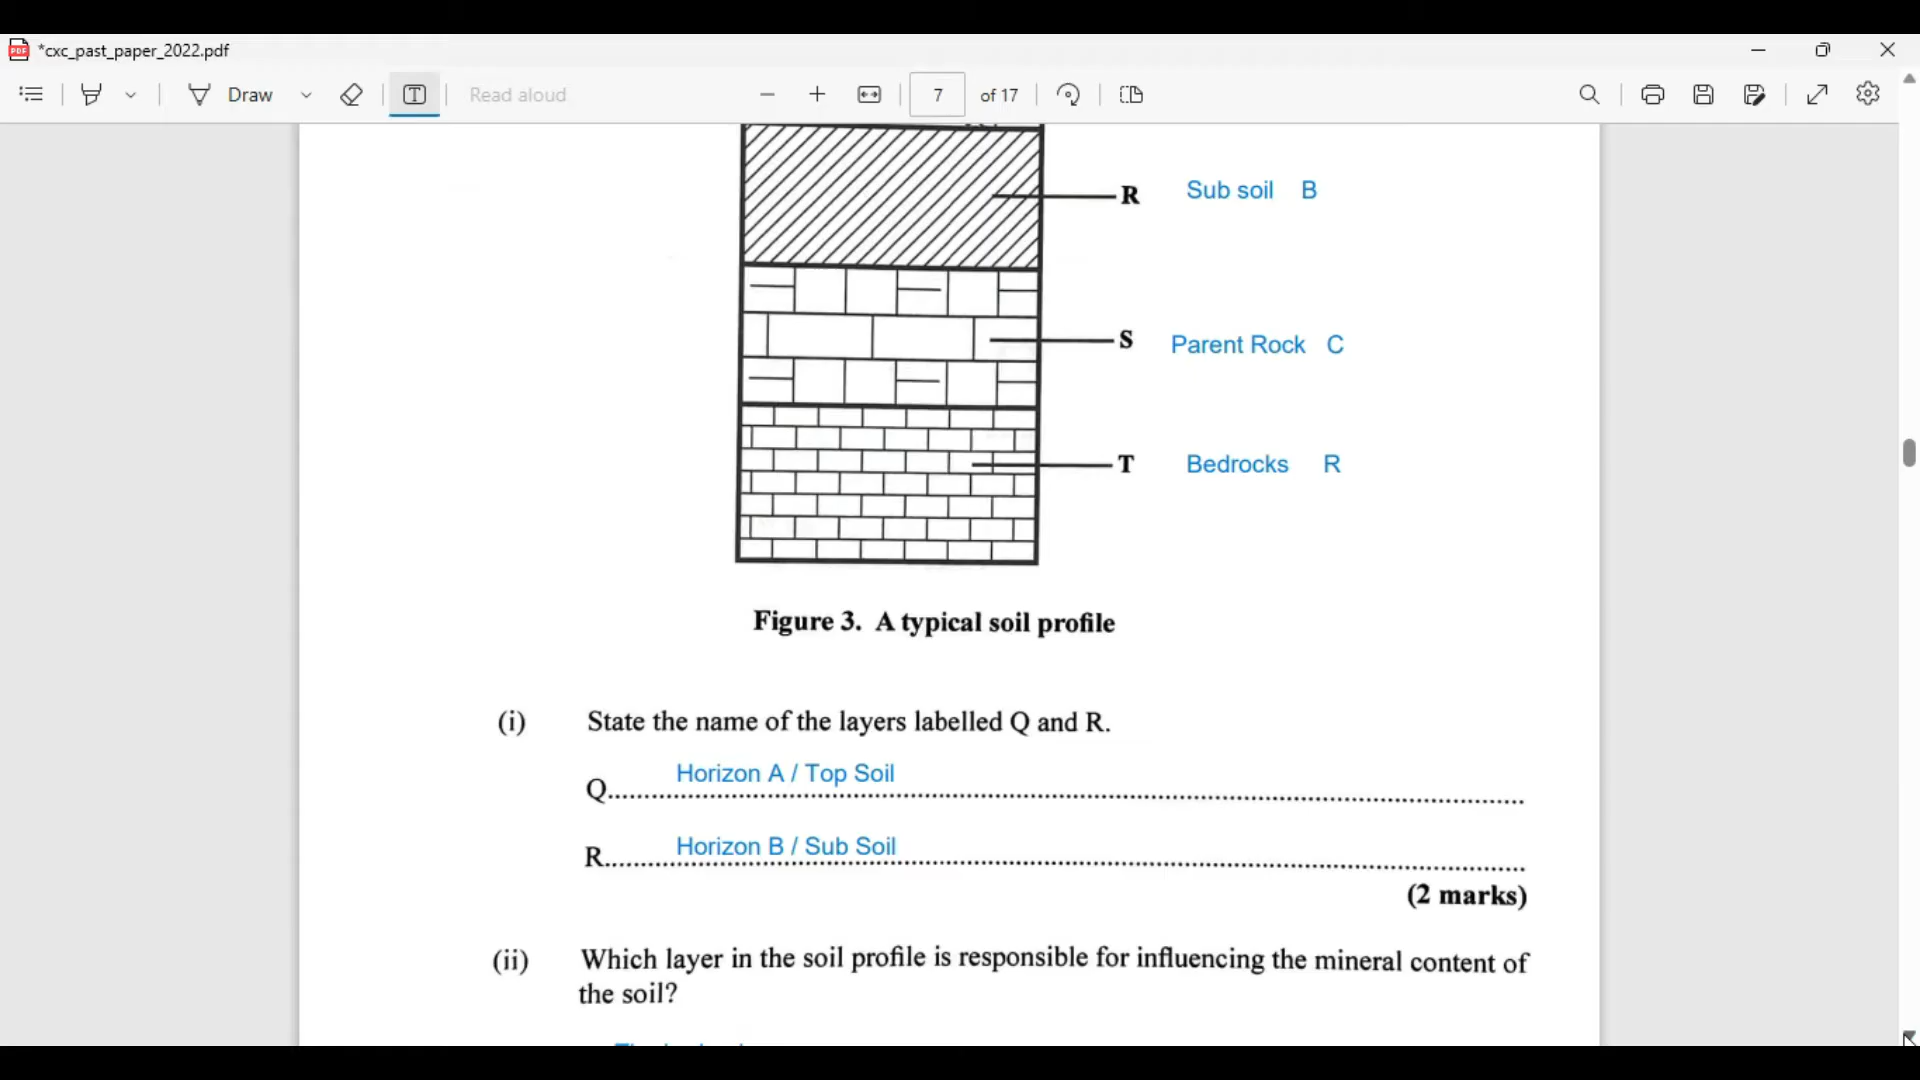 *cxc_past_paper_2022.pdf
Draw
Read aloud
7 of 17
R Sub soil B
S Parent Rock C
T Bedrocks R
Figure 3. A typical soil profile
(i) State the name of the layers labelled Q and R.
Horizon A / Top Soil
Q
Horizon B / Sub Soil
R
(2 marks)
(ii) Which layer in the soil profile is responsible for influencing the mineral content of
the soil?